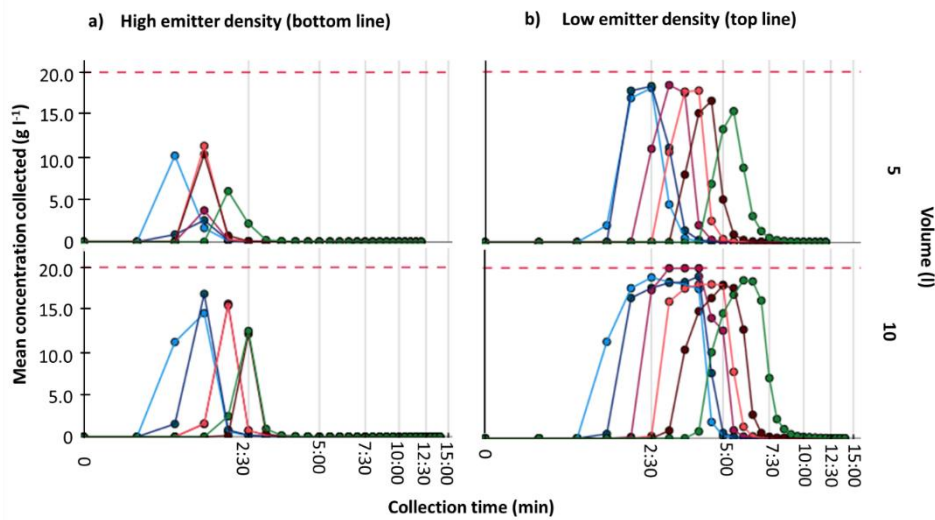 a) High emitter density (bottom line)
b) Low emitter density (top line)
Mean concentration collected (g l⁻¹)
20.0
15.0
10.0
5.0
0
20.0
15.0
10.0
5.0
0
5
10
Volume (l)
0 2:30 5:00 7:30 10:00 12:30 15:00
0 2:30 5:00 7:30 10:00 12:30 15:00
Collection time (min)